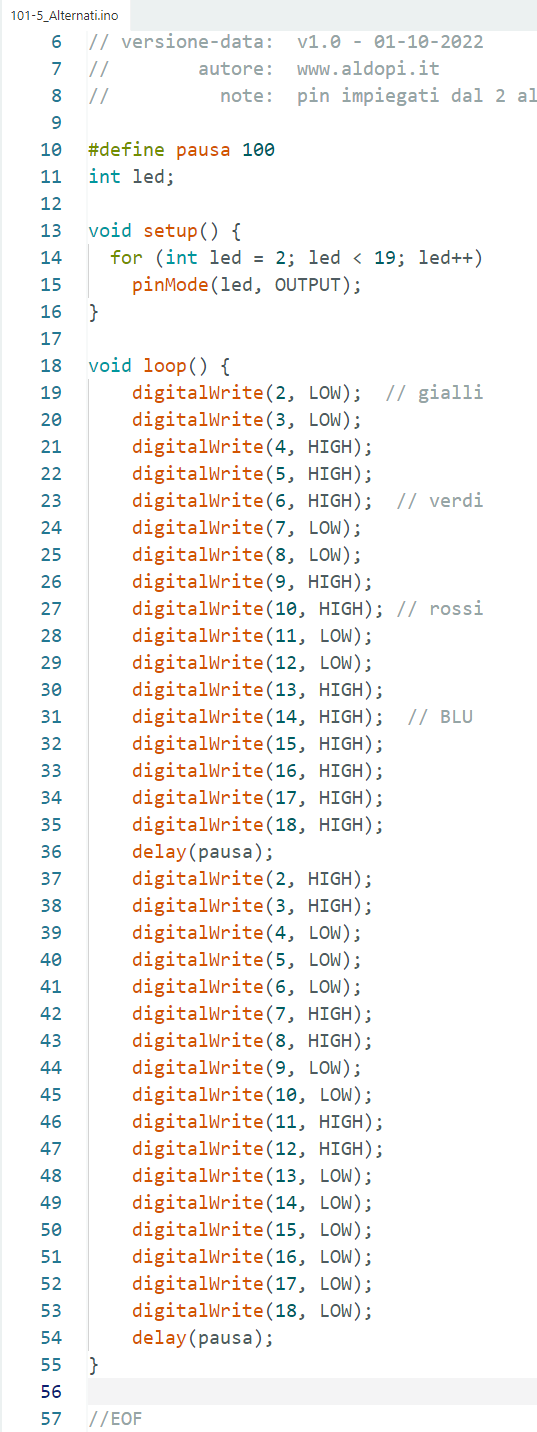 101-5_Alternati.ino
6 // versione-data: v1.0 - 01-10-2022
7 // autore: www.aldopi.it
8 // note: pin impiegati dal 2 al
9
10 #define pausa 100
11 int led;
12
13 void setup() {
14 for (int led = 2; led < 19; led++)
15 pinMode(led, OUTPUT);
16 }
17
18 void loop() {
19 digitalWrite(2, LOW); // gialli
20 digitalWrite(3, LOW);
21 digitalWrite(4, HIGH);
22 digitalWrite(5, HIGH);
23 digitalWrite(6, HIGH); // verdi
24 digitalWrite(7, LOW);
25 digitalWrite(8, LOW);
26 digitalWrite(9, HIGH);
27 digitalWrite(10, HIGH); // rossi
28 digitalWrite(11, LOW);
29 digitalWrite(12, LOW);
30 digitalWrite(13, HIGH);
31 digitalWrite(14, HIGH); // BLU
32 digitalWrite(15, HIGH);
33 digitalWrite(16, HIGH);
34 digitalWrite(17, HIGH);
35 digitalWrite(18, HIGH);
36 delay(pausa);
37 digitalWrite(2, HIGH);
38 digitalWrite(3, HIGH);
39 digitalWrite(4, LOW);
40 digitalWrite(5, LOW);
41 digitalWrite(6, LOW);
42 digitalWrite(7, HIGH);
43 digitalWrite(8, HIGH);
44 digitalWrite(9, LOW);
45 digitalWrite(10, LOW);
46 digitalWrite(11, HIGH);
47 digitalWrite(12, HIGH);
48 digitalWrite(13, LOW);
49 digitalWrite(14, LOW);
50 digitalWrite(15, LOW);
51 digitalWrite(16, LOW);
52 digitalWrite(17, LOW);
53 digitalWrite(18, LOW);
54 delay(pausa);
55 }
56
57 //EOF